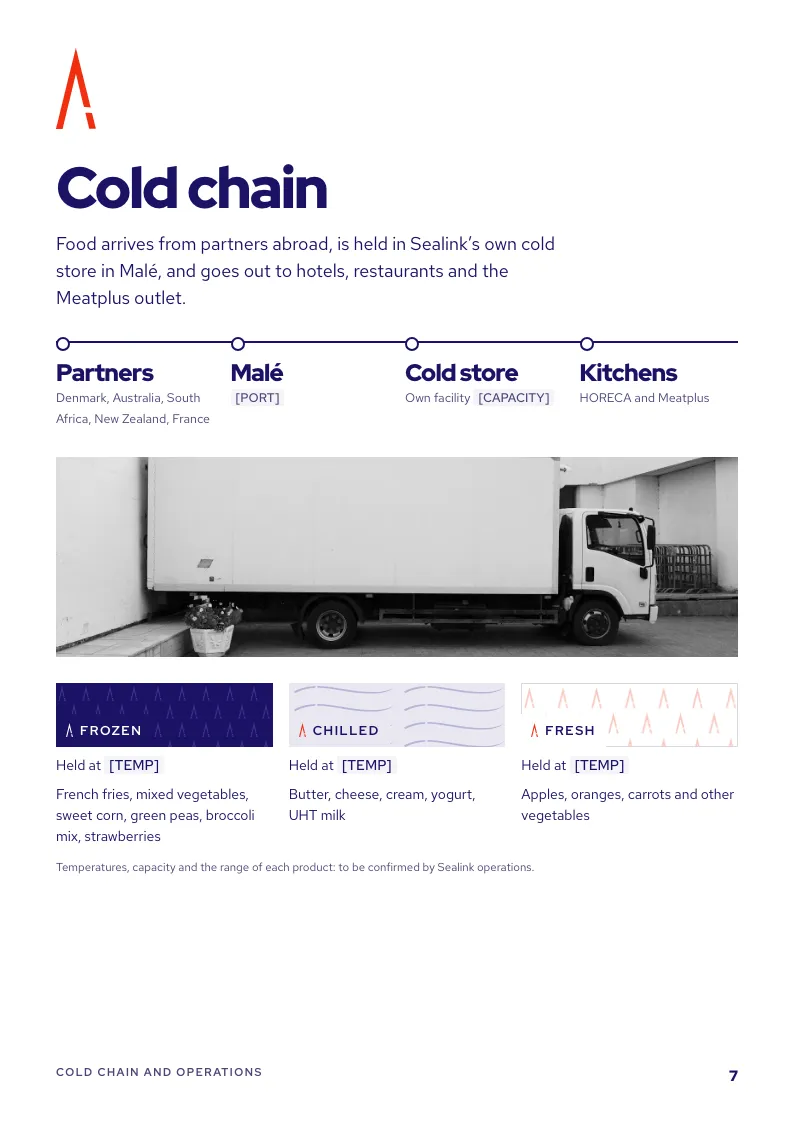 Cold chain
Food arrives from partners abroad, is held in Sealink’s own cold
store in Malé, and goes out to hotels, restaurants and the
Meatplus outlet.
Partners
Denmark, Australia, South
Africa, New Zealand, France
Malé
[PORT]
Cold store
Own facility [CAPACITY]
Kitchens
HORECA and Meatplus
FROZEN
Held at [TEMP]
French fries, mixed vegetables,
sweet corn, green peas, broccoli
mix, strawberries
CHILLED
Held at [TEMP]
Butter, cheese, cream, yogurt,
UHT milk
FRESH
Held at [TEMP]
Apples, oranges, carrots and other
vegetables
Temperatures, capacity and the range of each product: to be confirmed by Sealink operations.
COLD CHAIN AND OPERATIONS
7